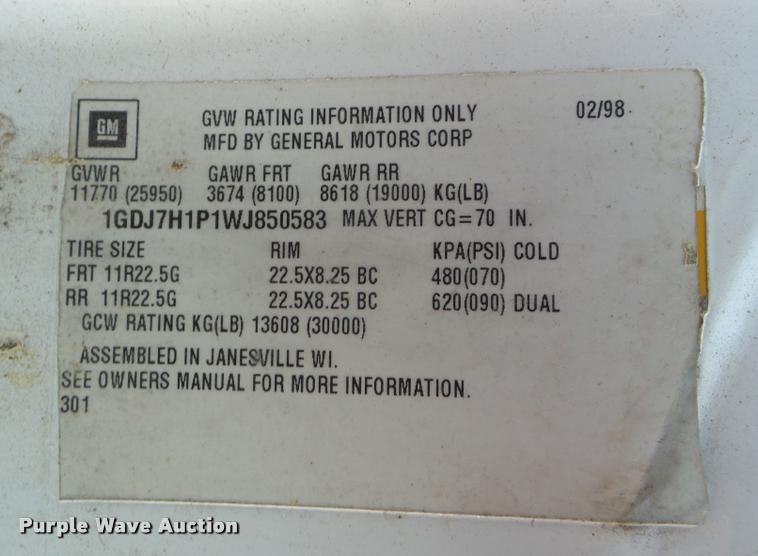 GM
GVW RATING INFORMATION ONLY 02/98
MFD BY GENERAL MOTORS CORP
GVWR GAWR FRT GAWR RR
11770 (25950) 3674 (8100) 8618 (19000) KG(LB)
1GDJ7H1P1WJ850583 MAX VERT CG=70 IN.
TIRE SIZE RIM KPA(PSI) COLD
FRT 11R22.5G 22.5X8.25 BC 480(070)
RR 11R22.5G 22.5X8.25 BC 620(090) DUAL
GCW RATING KG(LB) 13608 (30000)
ASSEMBLED IN JANESVILLE WI.
SEE OWNERS MANUAL FOR MORE INFORMATION.
301
Purple Wave Auction